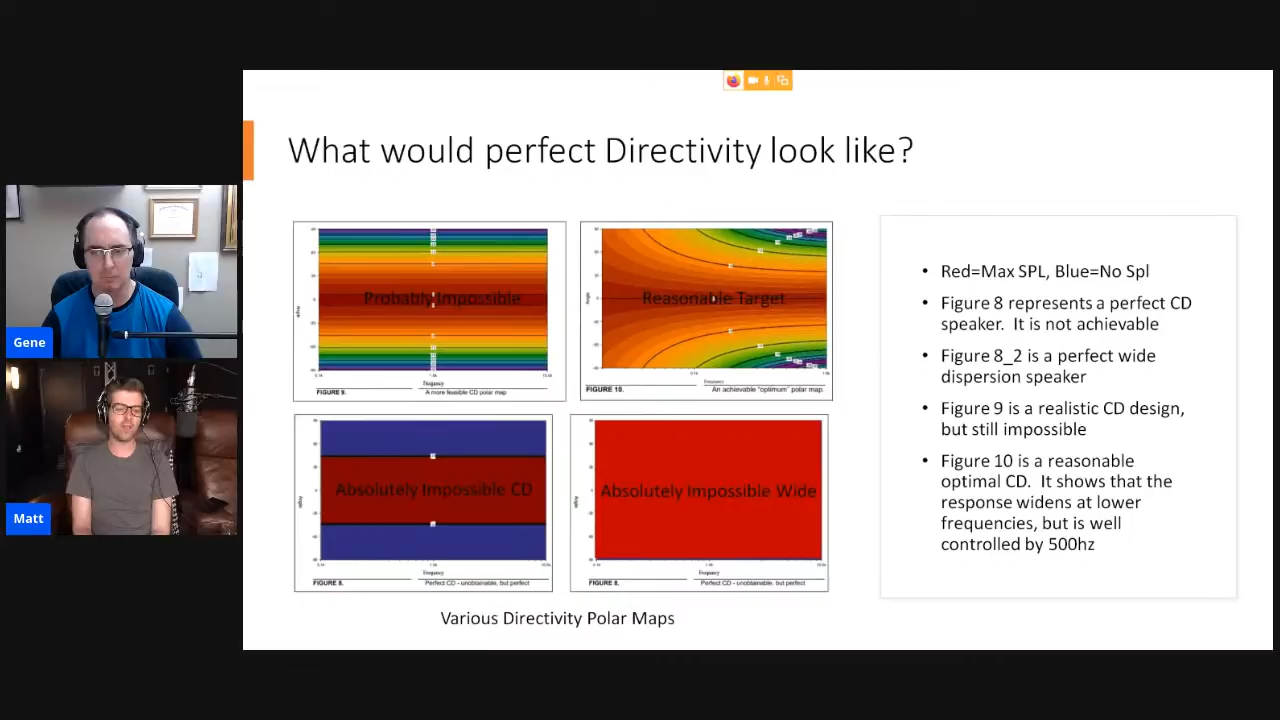 What would perfect Directivity look like?
Probably Impossible
Frequency
FIGURE 9.
A more feasible CD polar map
Reasonable Target
Frequency
FIGURE 10.
An achievable "optimum" polar map.
Absolutely Impossible CD
Frequency
FIGURE 8.
Perfect CD - unobtainable, but perfect
Absolutely Impossible Wide
Frequency
FIGURE 8.
Perfect CD - unobtainable, but perfect
Various Directivity Polar Maps
• Red=Max SPL, Blue=No Spl
• Figure 8 represents a perfect CD
speaker. It is not achievable
• Figure 8_2 is a perfect wide
dispersion speaker
• Figure 9 is a realistic CD design,
but still impossible
• Figure 10 is a reasonable
optimal CD. It shows that the
response widens at lower
frequencies, but is well
controlled by 500hz
Gene
Matt